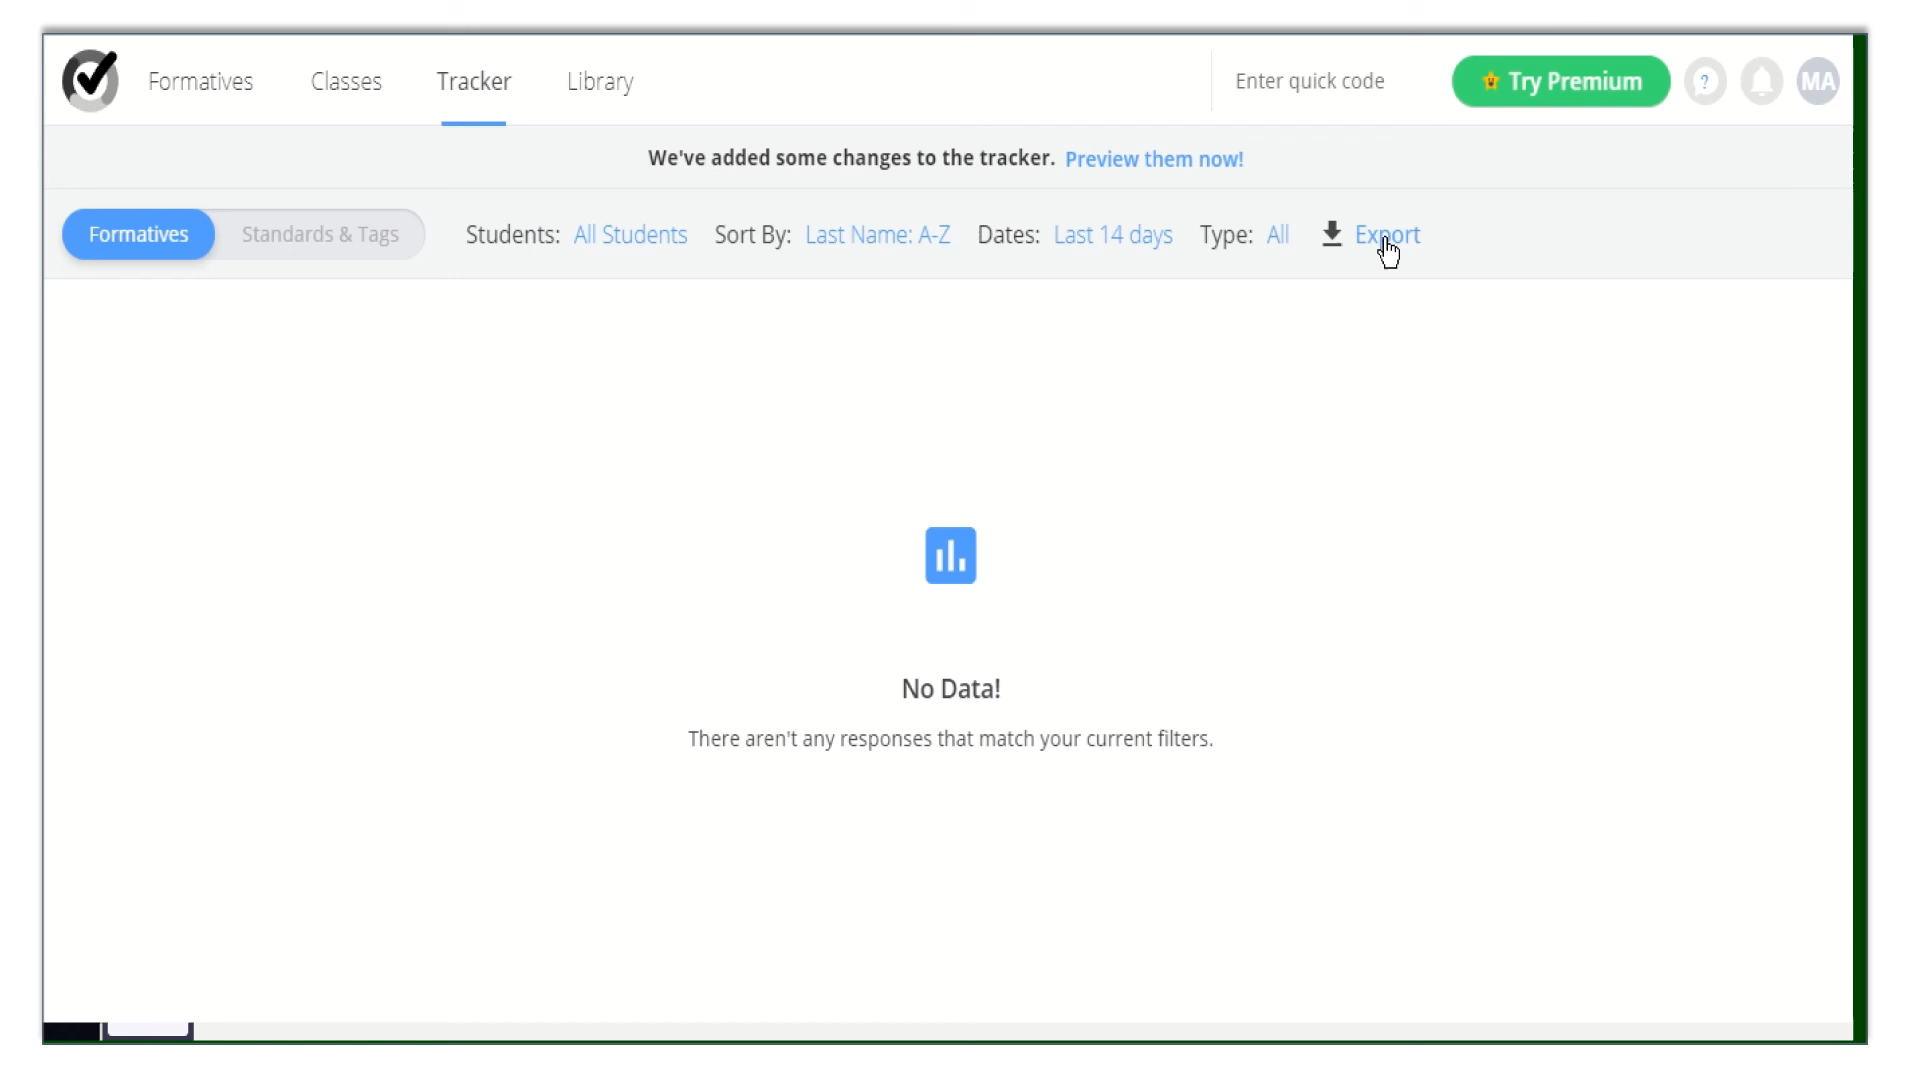 Formatives Classes Tracker Library Enter quick code Try Premium ? MA
We've added some changes to the tracker. Preview them now!
Formatives Standards & Tags Students: All Students Sort By: Last Name: A-Z Dates: Last 14 days Type: All Export
No Data!
There aren't any responses that match your current filters.